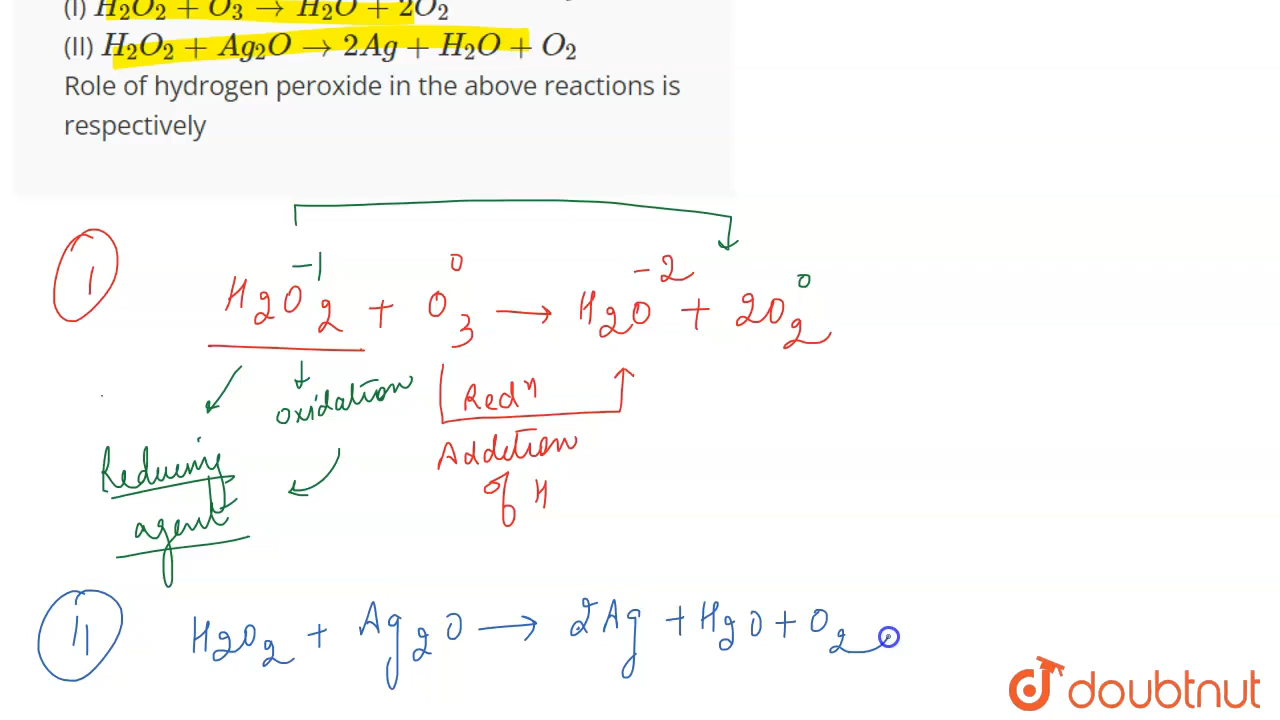 (I) H₂O₂ + O₃ → H₂O + 2O₂
(II) H₂O₂ + Ag₂O → 2Ag + H₂O + O₂
Role of hydrogen peroxide in the above reactions is
respectively
I
-1 0 -2 0
H₂O₂ + O₃ → H₂O + 2O₂
oxidation
Redⁿ
Reducing
agent
Addition
of H
II
H₂O₂ + Ag₂O → 2Ag + H₂O + O₂
doubtnut